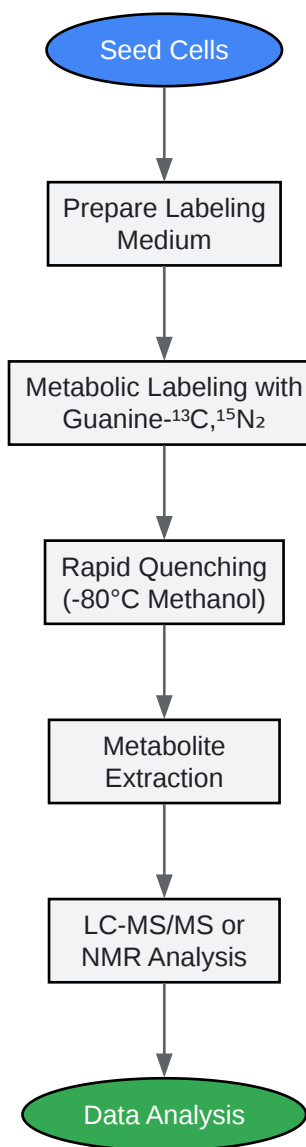 Seed Cells
Prepare Labeling
Medium
Metabolic Labeling with
Guanine-¹³C,¹⁵N₂
Rapid Quenching
(-80°C Methanol)
Metabolite
Extraction
LC-MS/MS or
NMR Analysis
Data Analysis